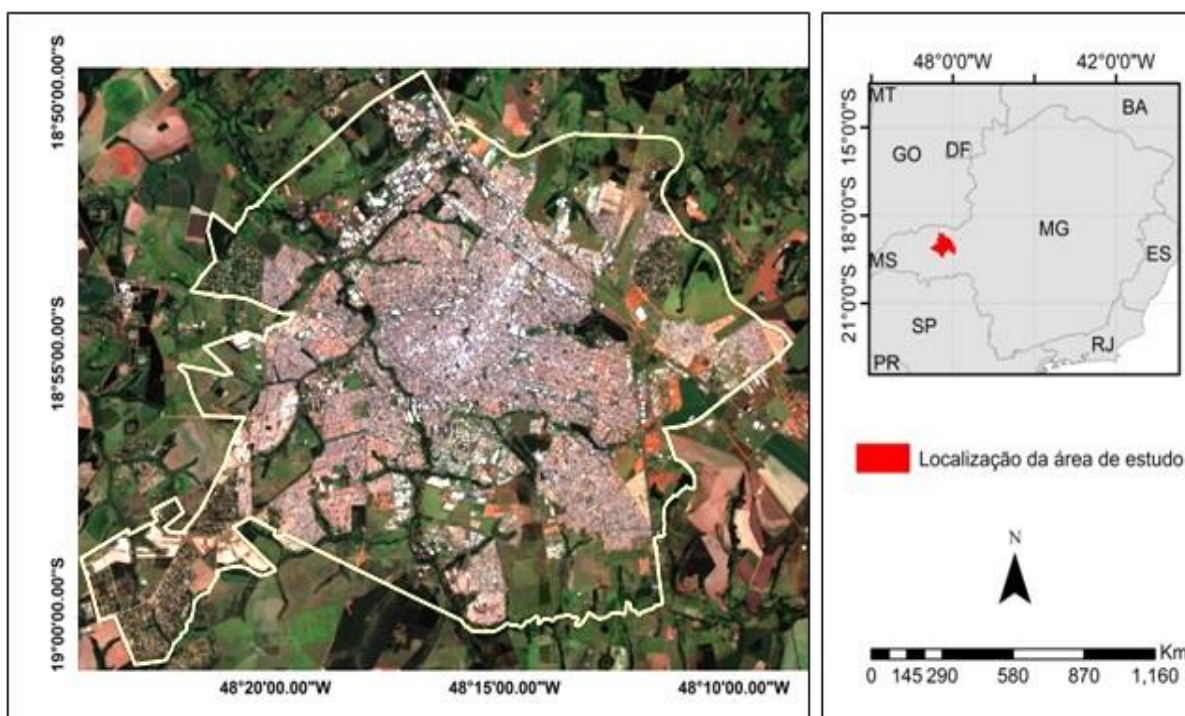 18°50'00.00"S
18°55'00.00"S
19°00'00.00"S
48°20'00.00"W 48°15'00.00"W 48°10'00.00"W
48°0'0"W 42°0'0"W
15°0'0"S
18°0'0"S
21°0'0"S
MT BA
GO DF
MG
MS ES
SP
RJ
PR
Localização da área de estudo
N
Km
0 145 290 580 870 1,160